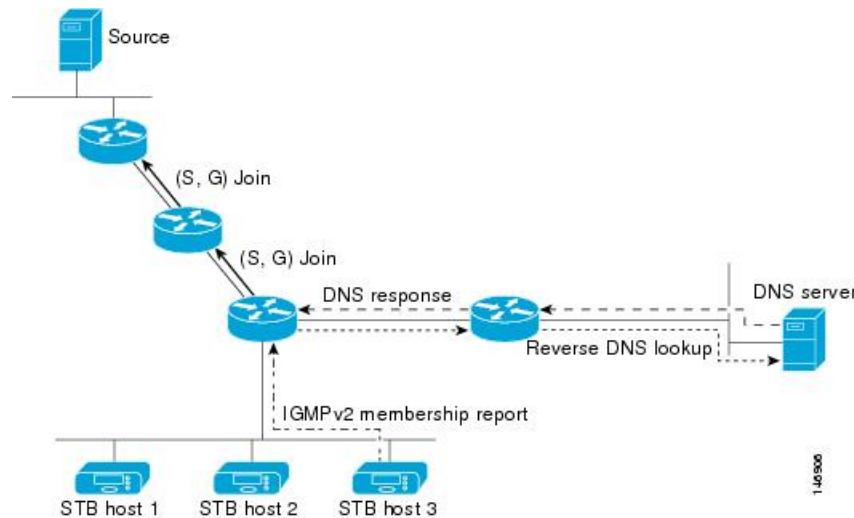 Source
(S, G) Join
(S, G) Join
DNS response
DNS server
Reverse DNS lookup
IGMPv2 membership report
STB host 1
STB host 2
STB host 3
146906